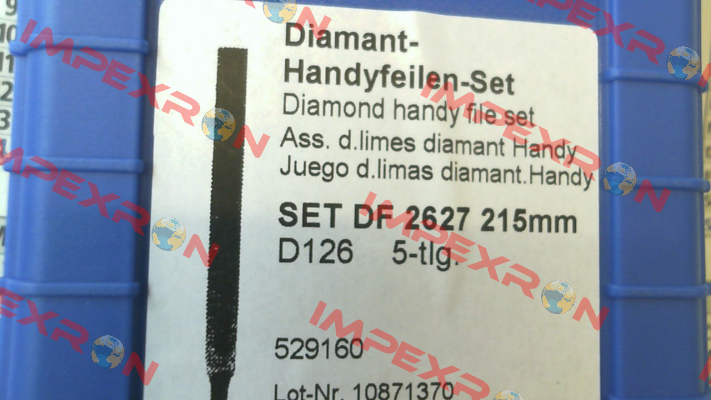 Diamant-
Handyfeilen-Set
Diamond handy file set
Ass. d.limes diamant Handy
Juego d.limas diamant.Handy
SET DF 2627 215mm
D126 5-tlg.
529160
Lot-Nr. 10871370
IMPEXRON
IMPEXRON
IMPEXRON
IMPEXRON
IMPEXRON
IMPEXRON